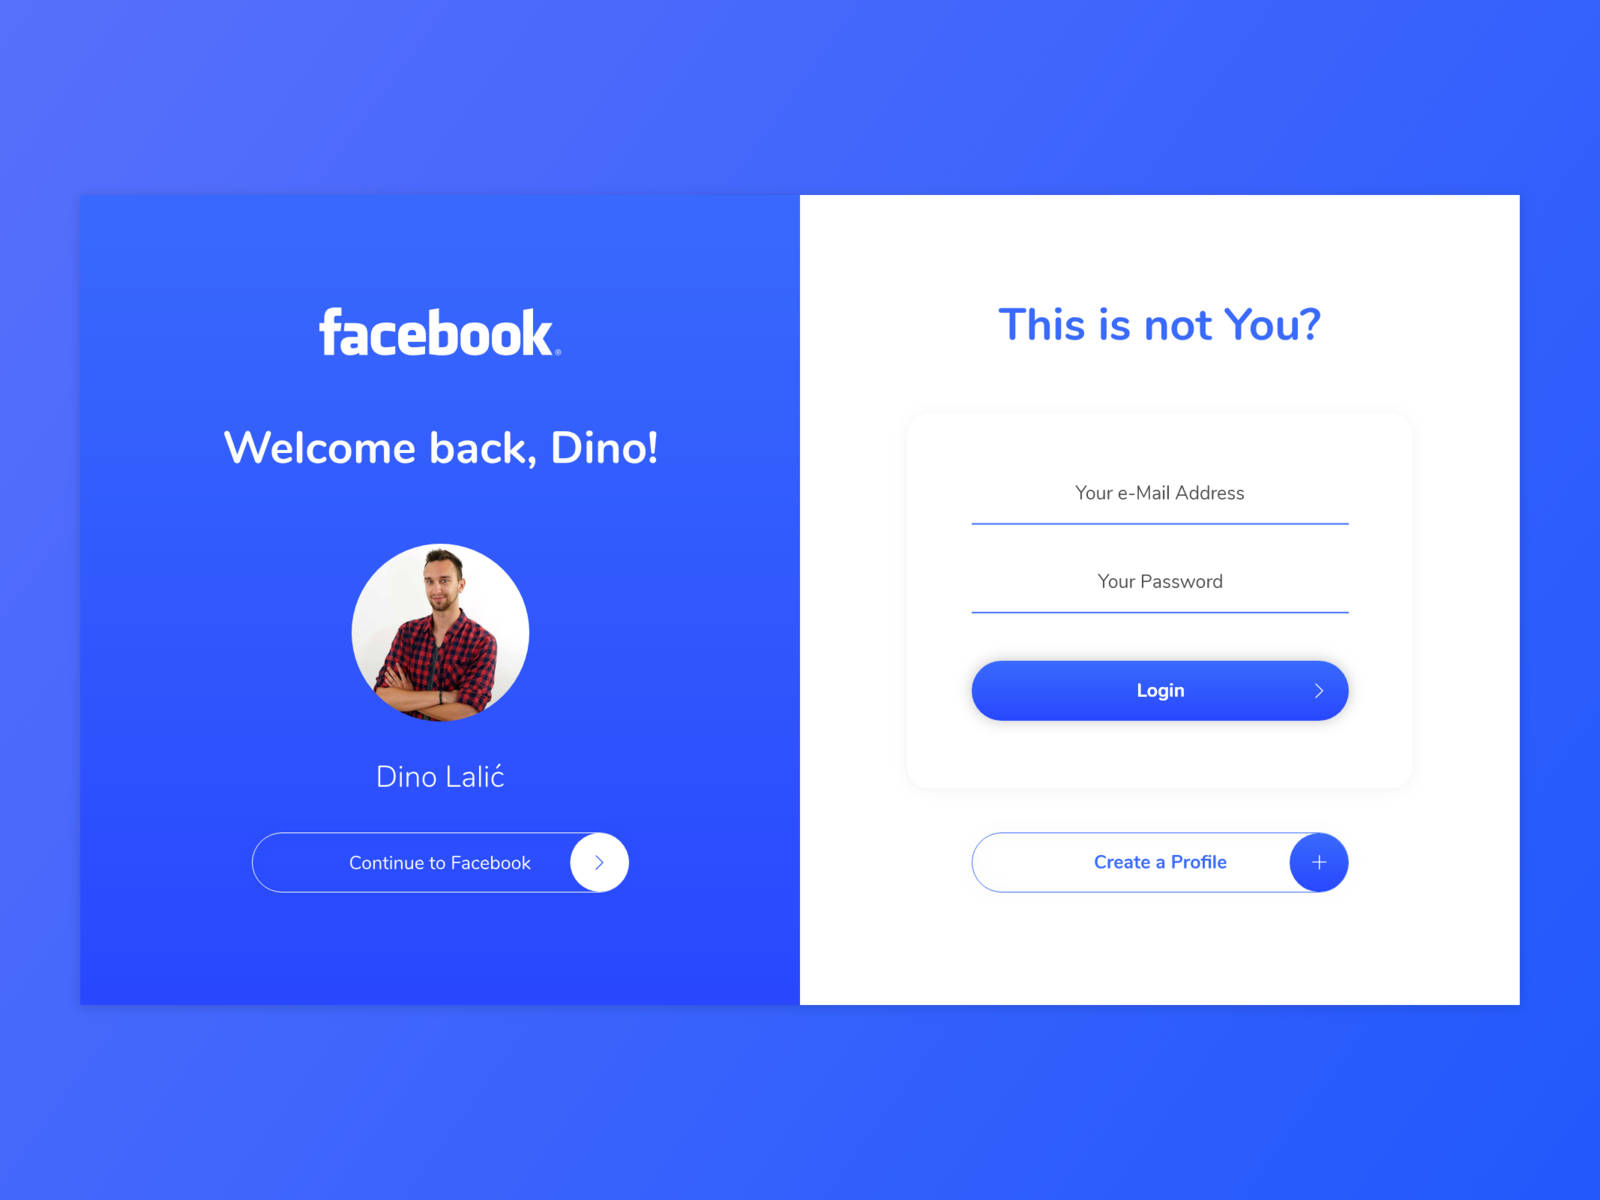 facebook®
Welcome back, Dino!
Dino Lalić
Continue to Facebook
This is not You?
Your e-Mail Address
Your Password
Login
Create a Profile